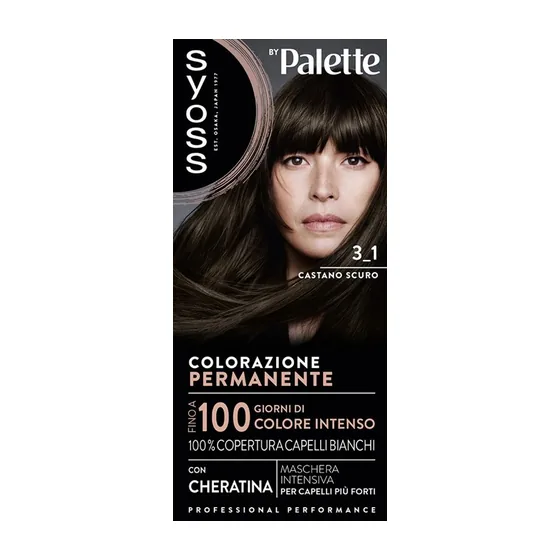 syoss
EST. OSAKA, JAPAN 1977
BY Palette
3_1
CASTANO SCURO
COLORAZIONE
PERMANENTE
FINO A
100 GIORNI DI
COLORE INTENSO
100% COPERTURA CAPELLI BIANCHI
CON
CHERATINA
MASCHERA
INTENSIVA
PER CAPELLI PIÙ FORTI
PROFESSIONAL PERFORMANCE